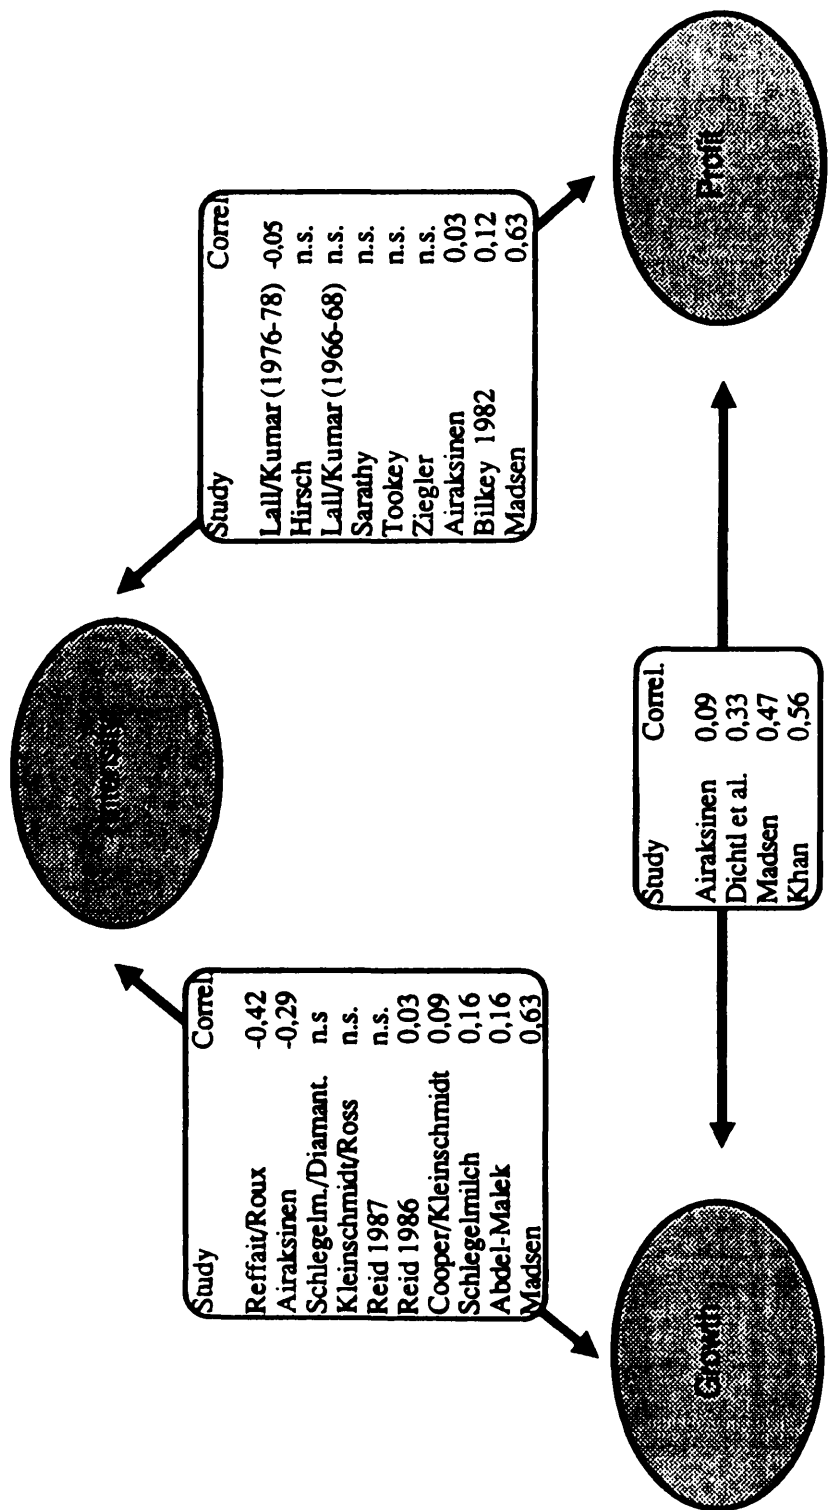 Intensity
Study Correl.
Reffait/Roux -0,42
Airaksinen -0,29
Schlegelm./Diamant. n.s
Kleinschmidt/Ross n.s.
Reid 1987 n.s.
Reid 1986 0,03
Cooper/Kleinschmidt 0,09
Schlegelmilch 0,16
Abdel-Malek 0,16
Madsen 0,63
Study Correl.
Lall/Kumar (1976-78) -0,05
Hirsch n.s.
Lall/Kumar (1966-68) n.s.
Sarathy n.s.
Tookey n.s.
Ziegler n.s.
Airaksinen 0,03
Bilkey 1982 0,12
Madsen 0,63
Growth
Study Correl.
Airaksinen 0,09
Dichtl et al. 0,33
Madsen 0,47
Khan 0,56
Profit